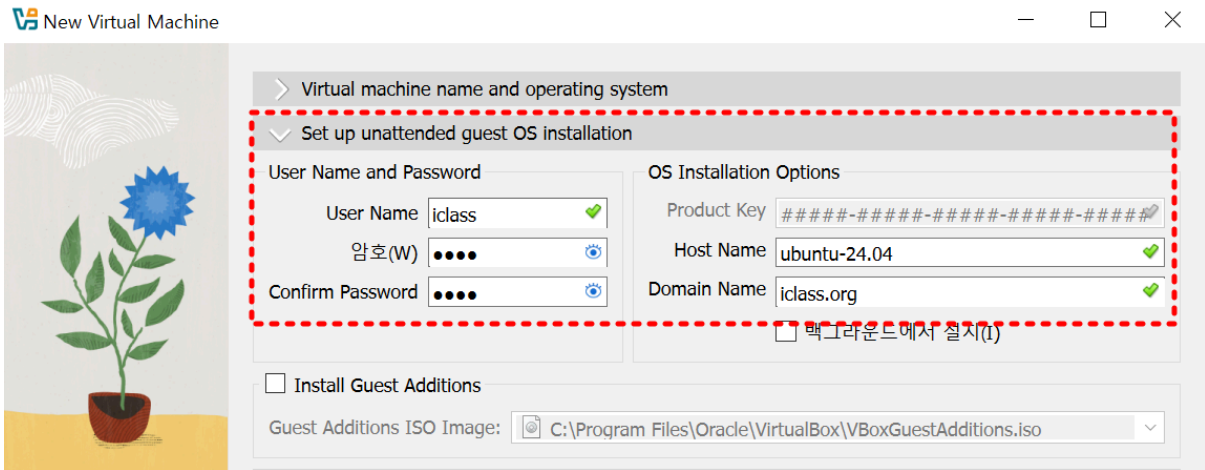 New Virtual Machine
Virtual machine name and operating system
Set up unattended guest OS installation
User Name and Password
User Name iclass
암호(W) ●●●●
Confirm Password ●●●●
OS Installation Options
Product Key #####-#####-#####-#####-#####
Host Name ubuntu-24.04
Domain Name iclass.org
백그라운드에서 설치(I)
Install Guest Additions
Guest Additions ISO Image: C:\Program Files\Oracle\VirtualBox\VBoxGuestAdditions.iso